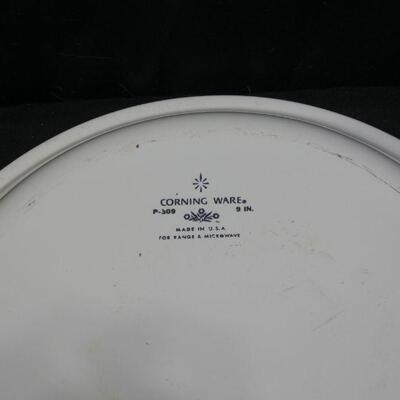 CORNING WARE®
P-309 9 IN.
MADE IN U.S.A
FOR RANGE & MICROWAVE